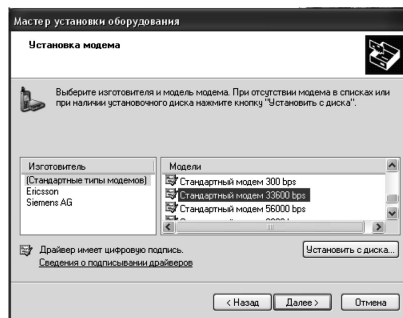 Мастер установки оборудования
Установка модема
Выберите изготовителя и модель модема. При отсутствии модема в списках или
при наличии установочного диска нажмите кнопку "Установить с диска".
Изготовитель
(Стандартные типы модемов)
Ericsson
Siemens AG
Модели
Стандартный модем 300 bps
Стандартный модем 33600 bps
Стандартный модем 56000 bps
Драйвер имеет цифровую подпись.
Сведения о подписывании драйверов
Установить с диска...
< Назад
Далее >
Отмена